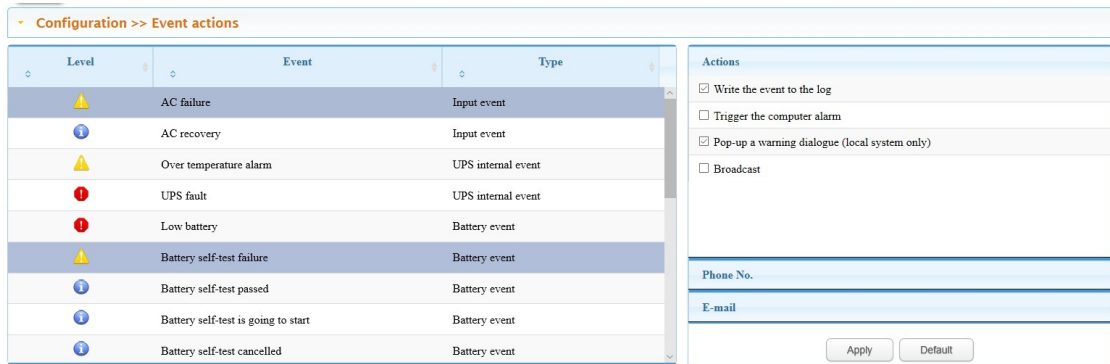 Configuration >> Event actions
Level Event Type
AC failure Input event
AC recovery Input event
Over temperature alarm UPS internal event
UPS fault UPS internal event
Low battery Battery event
Battery self-test failure Battery event
Battery self-test passed Battery event
Battery self-test is going to start Battery event
Battery self-test cancelled Battery event
Actions
Write the event to the log
Trigger the computer alarm
Pop-up a warning dialogue (local system only)
Broadcast
Phone No.
E-mail
Apply Default